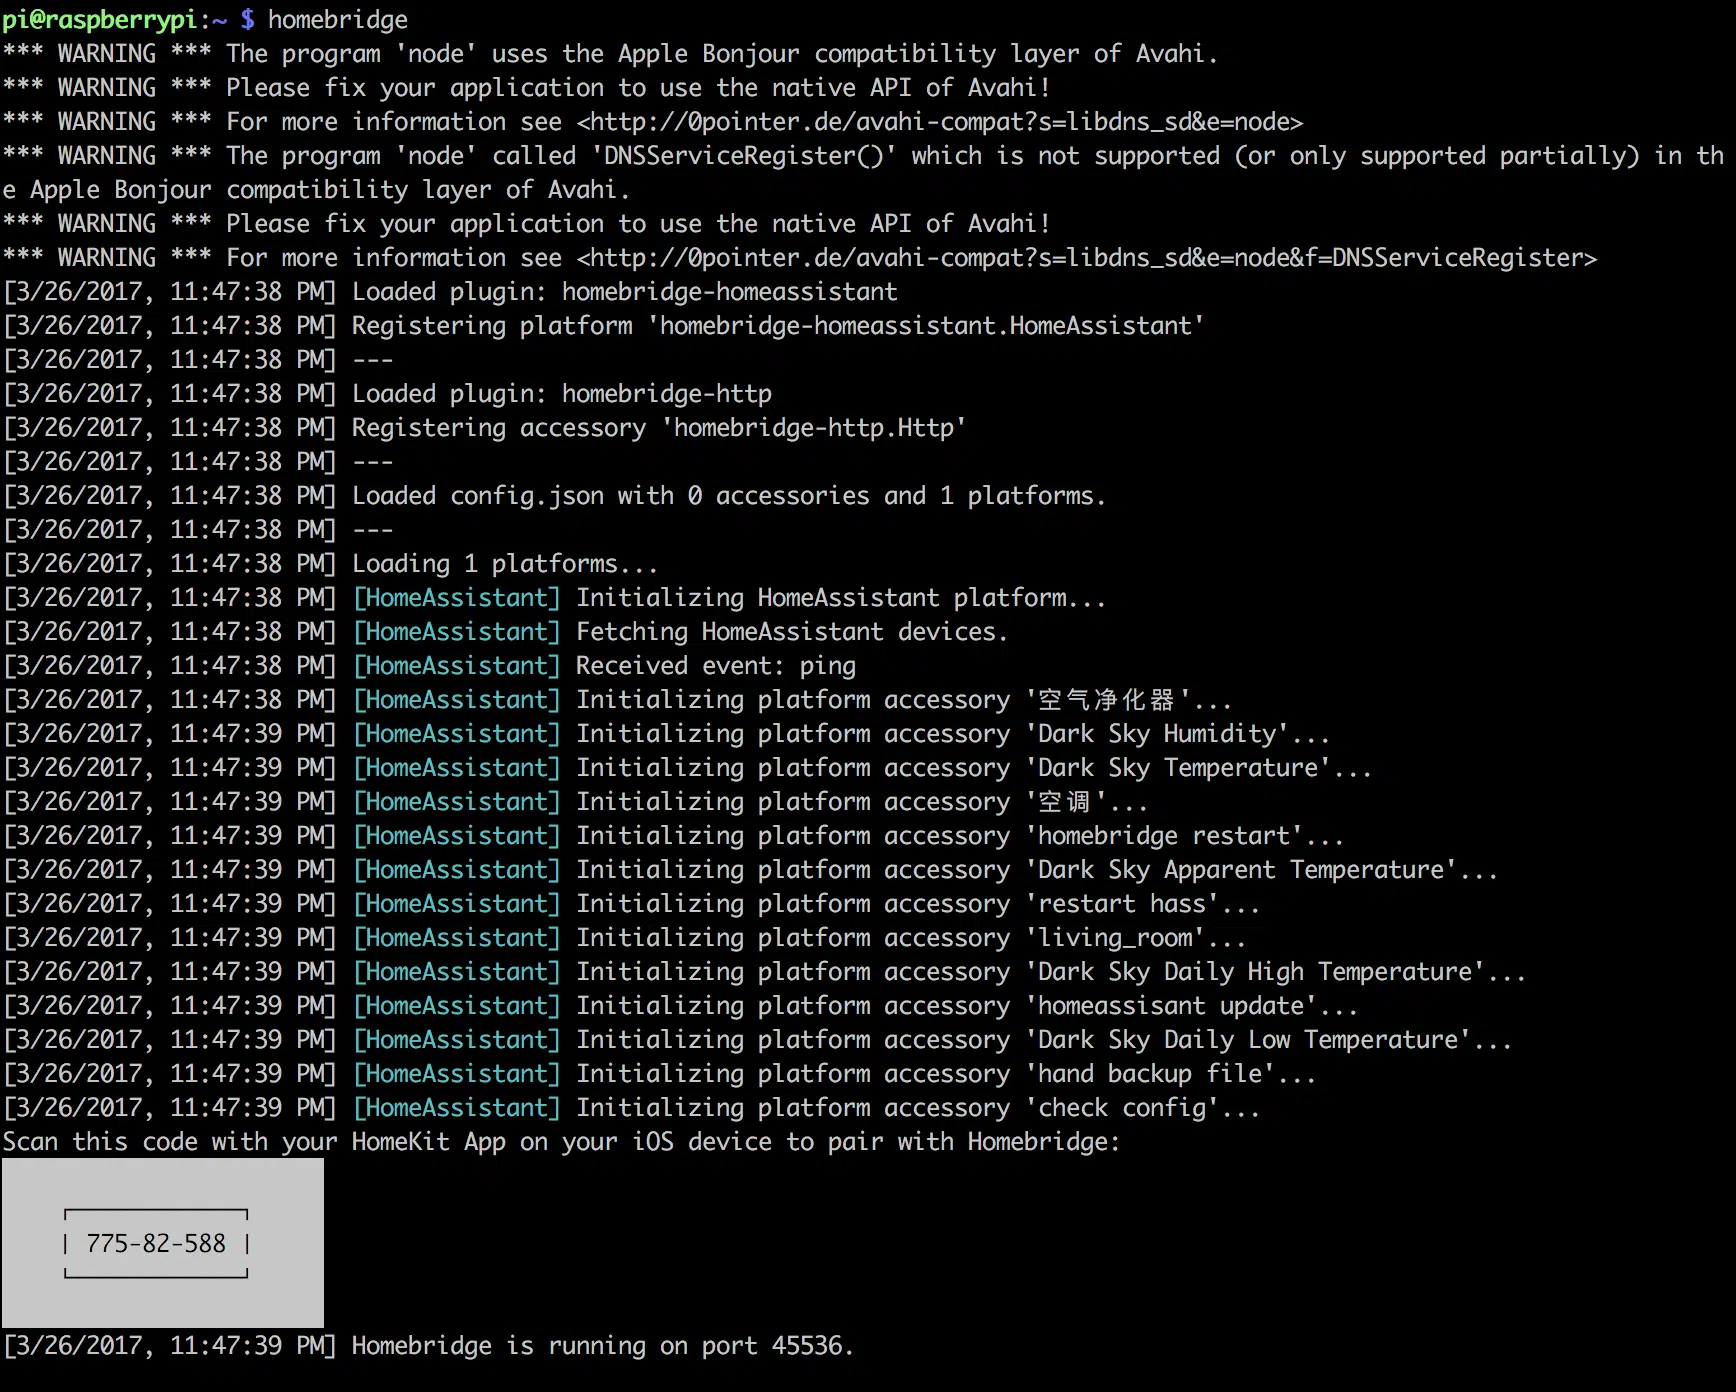 pi@raspberrypi:~ $ homebridge
*** WARNING *** The program 'node' uses the Apple Bonjour compatibility layer of Avahi.
*** WARNING *** Please fix your application to use the native API of Avahi!
*** WARNING *** For more information see <http://0pointer.de/avahi-compat?s=libdns_sd&e=node>
*** WARNING *** The program 'node' called 'DNSServiceRegister()' which is not supported (or only supported partially) in th
e Apple Bonjour compatibility layer of Avahi.
*** WARNING *** Please fix your application to use the native API of Avahi!
*** WARNING *** For more information see <http://0pointer.de/avahi-compat?s=libdns_sd&e=node&f=DNSServiceRegister>
[3/26/2017, 11:47:38 PM] Loaded plugin: homebridge-homeassistant
[3/26/2017, 11:47:38 PM] Registering platform 'homebridge-homeassistant.HomeAssistant'
[3/26/2017, 11:47:38 PM] ---
[3/26/2017, 11:47:38 PM] Loaded plugin: homebridge-http
[3/26/2017, 11:47:38 PM] Registering accessory 'homebridge-http.Http'
[3/26/2017, 11:47:38 PM] ---
[3/26/2017, 11:47:38 PM] Loaded config.json with 0 accessories and 1 platforms.
[3/26/2017, 11:47:38 PM] ---
[3/26/2017, 11:47:38 PM] Loading 1 platforms...
[3/26/2017, 11:47:38 PM] [HomeAssistant] Initializing HomeAssistant platform...
[3/26/2017, 11:47:38 PM] [HomeAssistant] Fetching HomeAssistant devices.
[3/26/2017, 11:47:38 PM] [HomeAssistant] Received event: ping
[3/26/2017, 11:47:38 PM] [HomeAssistant] Initializing platform accessory '空气净化器'...
[3/26/2017, 11:47:39 PM] [HomeAssistant] Initializing platform accessory 'Dark Sky Humidity'...
[3/26/2017, 11:47:39 PM] [HomeAssistant] Initializing platform accessory 'Dark Sky Temperature'...
[3/26/2017, 11:47:39 PM] [HomeAssistant] Initializing platform accessory '空调'...
[3/26/2017, 11:47:39 PM] [HomeAssistant] Initializing platform accessory 'homebridge restart'...
[3/26/2017, 11:47:39 PM] [HomeAssistant] Initializing platform accessory 'Dark Sky Apparent Temperature'...
[3/26/2017, 11:47:39 PM] [HomeAssistant] Initializing platform accessory 'restart hass'...
[3/26/2017, 11:47:39 PM] [HomeAssistant] Initializing platform accessory 'living_room'...
[3/26/2017, 11:47:39 PM] [HomeAssistant] Initializing platform accessory 'Dark Sky Daily High Temperature'...
[3/26/2017, 11:47:39 PM] [HomeAssistant] Initializing platform accessory 'homeassisant update'...
[3/26/2017, 11:47:39 PM] [HomeAssistant] Initializing platform accessory 'Dark Sky Daily Low Temperature'...
[3/26/2017, 11:47:39 PM] [HomeAssistant] Initializing platform accessory 'hand backup file'...
[3/26/2017, 11:47:39 PM] [HomeAssistant] Initializing platform accessory 'check config'...
Scan this code with your HomeKit App on your iOS device to pair with Homebridge:
775-82-588
[3/26/2017, 11:47:39 PM] Homebridge is running on port 45536.